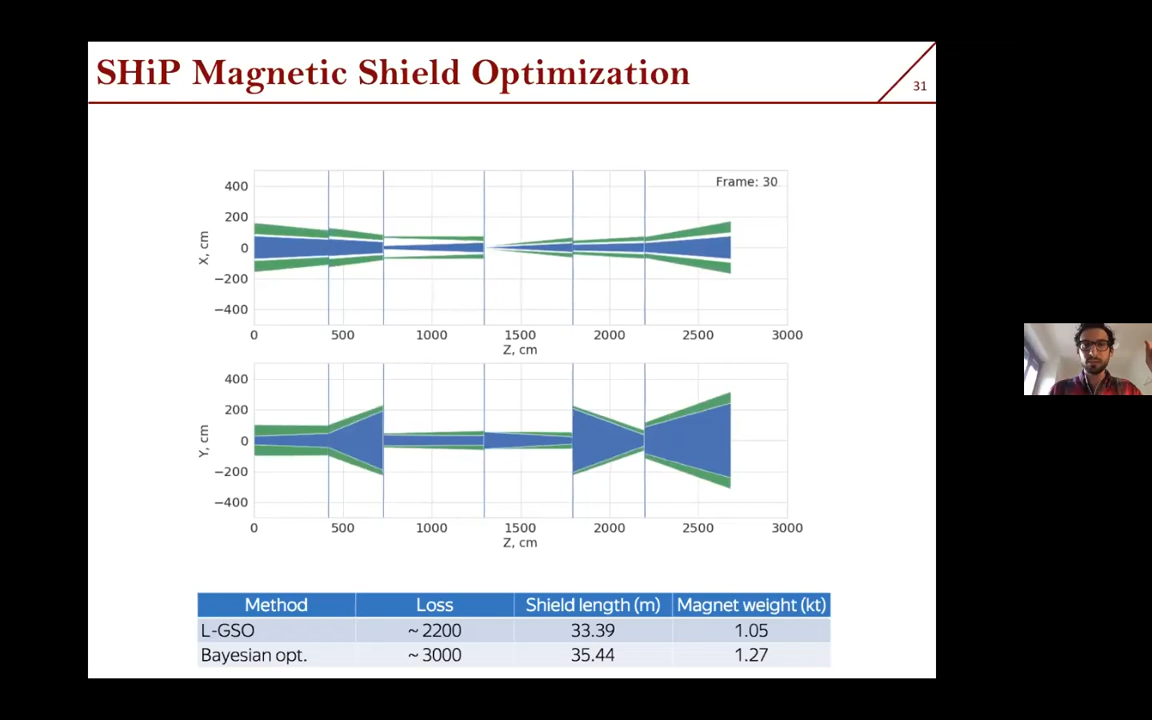 SHiP Magnetic Shield Optimization
31
Frame: 30
400
200
0
−200
−400
X, cm
0 500 1000 1500 2000 2500 3000
Z, cm
400
200
0
−200
−400
Y, cm
0 500 1000 1500 2000 2500 3000
Z, cm
Method Loss Shield length (m) Magnet weight (kt)
L-GSO ~ 2200 33.39 1.05
Bayesian opt. ~ 3000 35.44 1.27